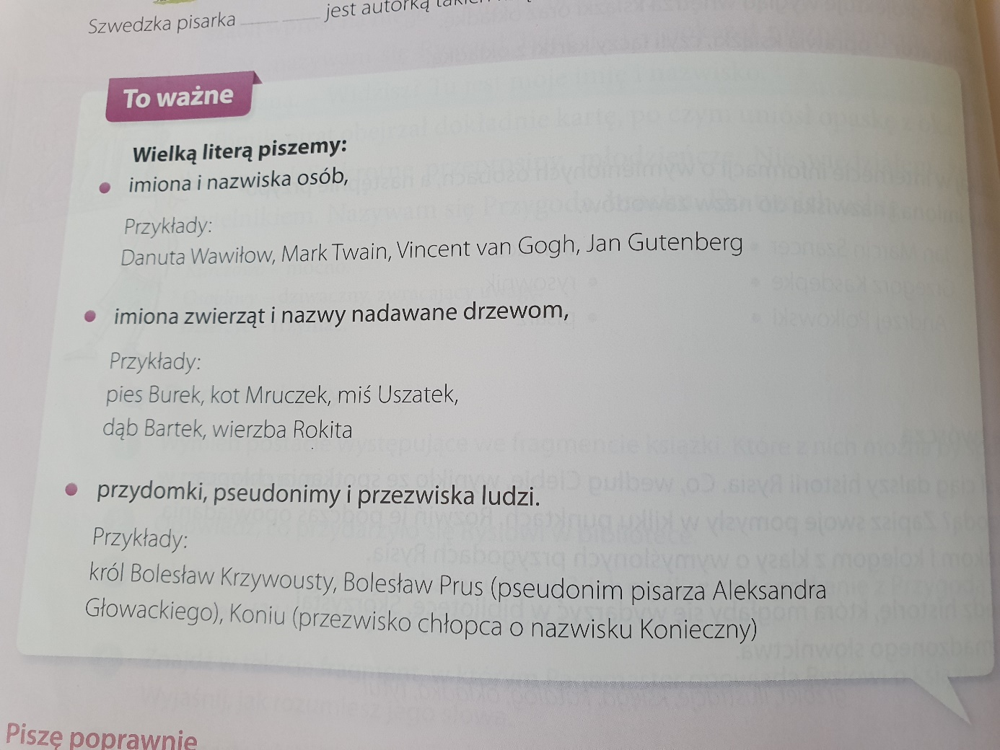 Szwedzka pisarka ____ ____ jest autorką
To ważne
Wielką literą piszemy:
• imiona i nazwiska osób,
Przykłady:
Danuta Wawiłow, Mark Twain, Vincent van Gogh, Jan Gutenberg
• imiona zwierząt i nazwy nadawane drzewom,
Przykłady:
pies Burek, kot Mruczek, miś Uszatek,
dąb Bartek, wierzba Rokita
• przydomki, pseudonimy i przezwiska ludzi.
Przykłady:
król Bolesław Krzywousty, Bolesław Prus (pseudonim pisarza Aleksandra
Głowackiego), Koniu (przezwisko chłopca o nazwisku Konieczny)
Piszę poprawnie